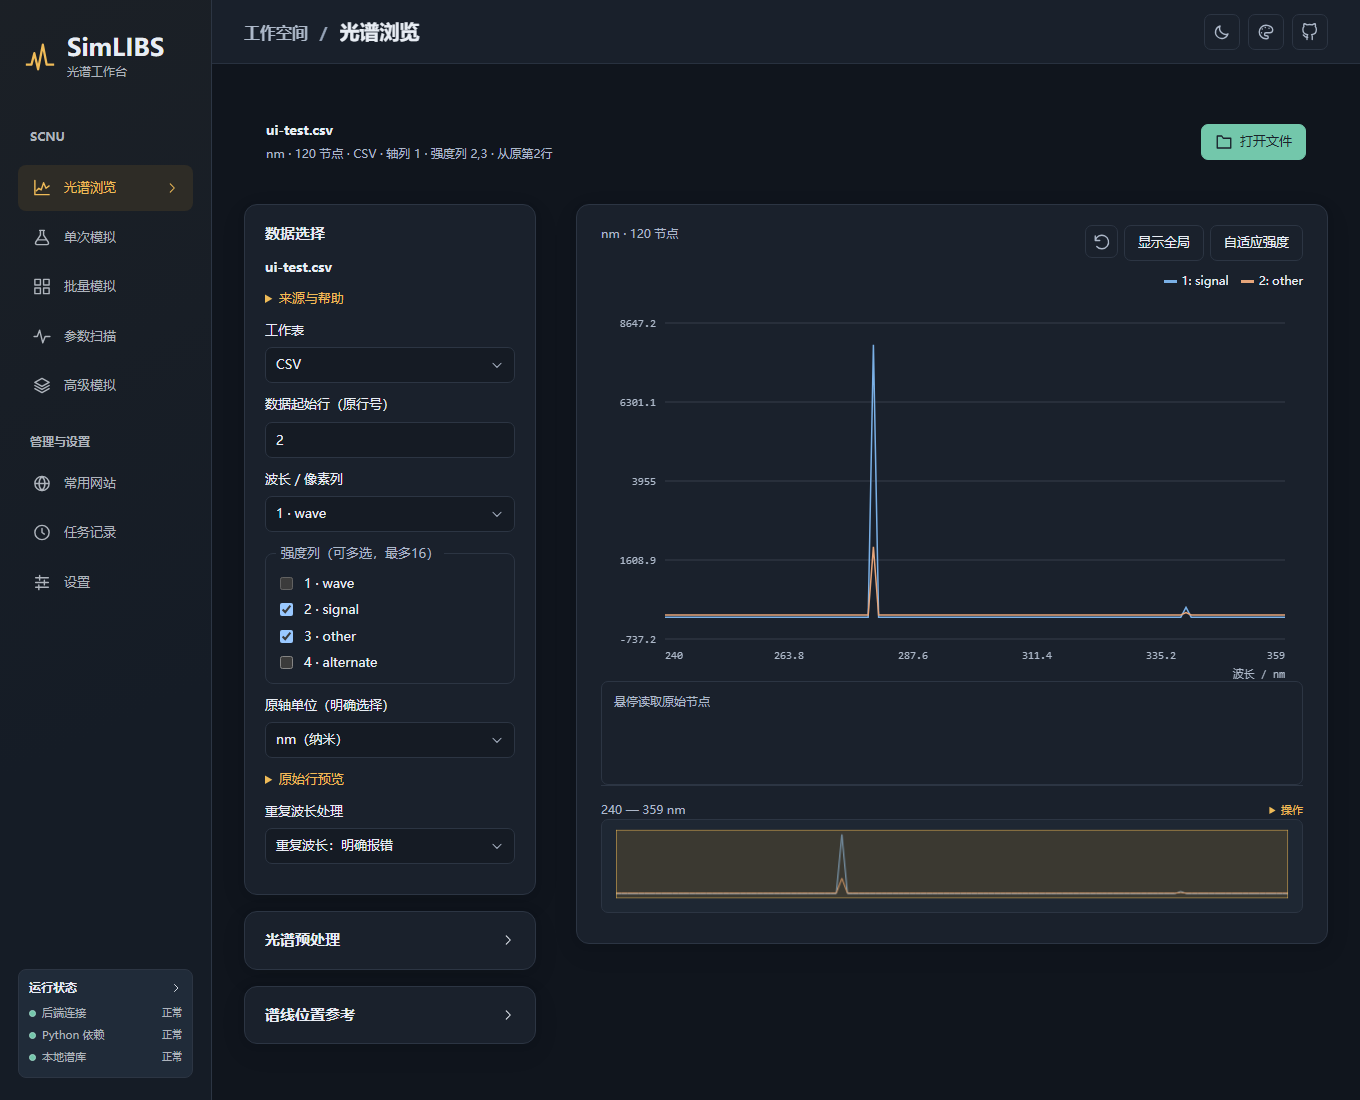 SimLIBS
光谱工作台
SCNU
光谱浏览
单次模拟
批量模拟
参数扫描
高级模拟
管理与设置
常用网站
任务记录
设置
运行状态
后端连接 正常
Python 依赖 正常
本地谱库 正常
工作空间 / 光谱浏览
ui-test.csv
nm · 120 节点 · CSV · 轴列 1 · 强度列 2,3 · 从原第2行
打开文件
数据选择
ui-test.csv
来源与帮助
工作表
CSV
数据起始行（原行号）
2
波长 / 像素列
1 · wave
强度列（可多选，最多16）
1 · wave
2 · signal
3 · other
4 · alternate
原轴单位（明确选择）
nm（纳米）
原始行预览
重复波长处理
重复波长：明确报错
光谱预处理
谱线位置参考
nm · 120 节点
显示全局
自适应强度
1: signal 2: other
8647.2
6301.1
3955
1608.9
-737.2
240 263.8 287.6 311.4 335.2 359
波长 / nm
悬停读取原始节点
240 — 359 nm
操作